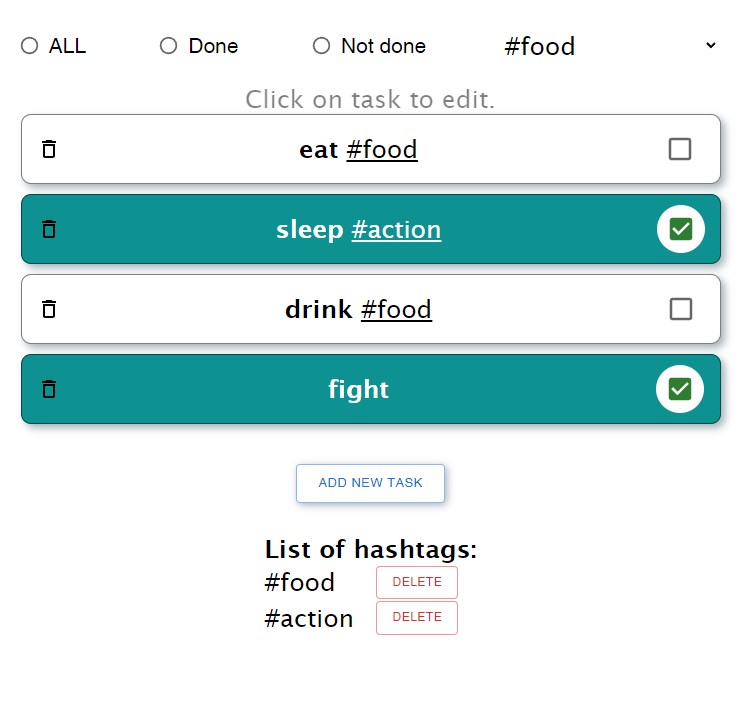 ALL Done Not done #food
Click on task to edit.
eat #food
sleep #action
drink #food
fight
ADD NEW TASK
List of hashtags:
#food DELETE
#action DELETE